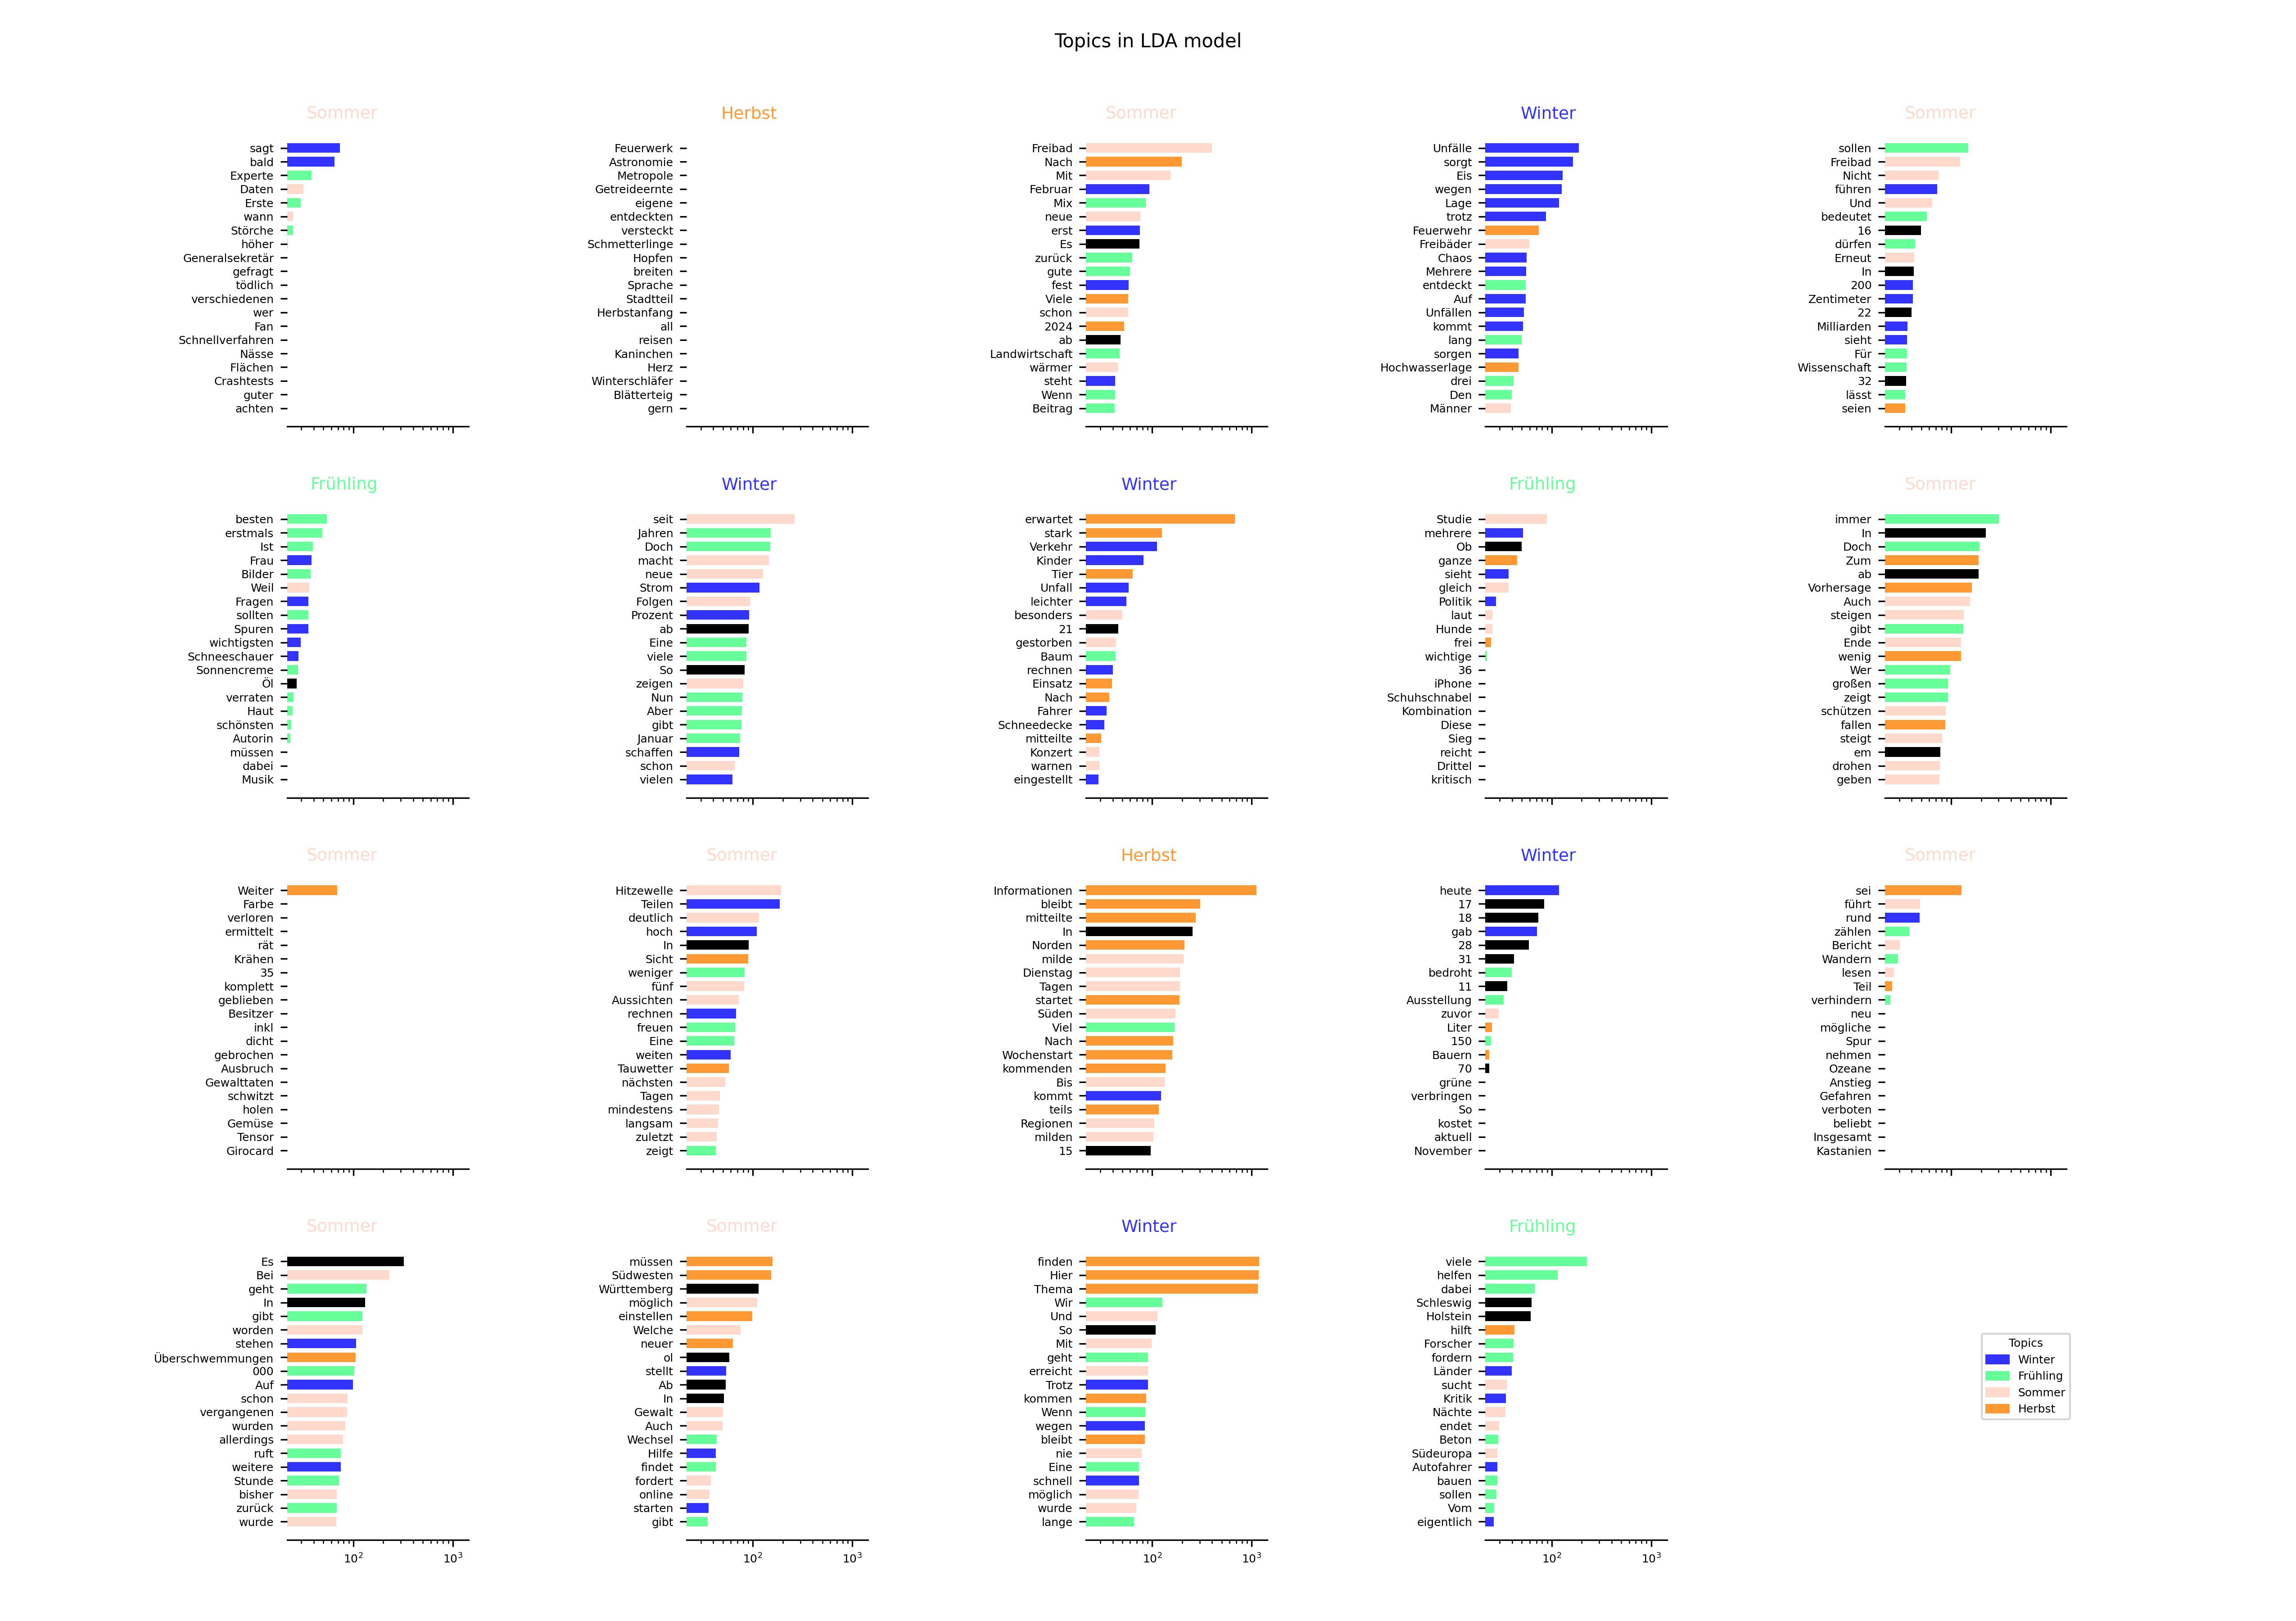 Topics in LDA model
Sommer
sagt
bald
Experte
Daten
Erste
wann
Störche
höher
Generalsekretär
gefragt
tödlich
verschiedenen
wer
Fan
Schnellverfahren
Nässe
Flächen
Crashtests
guter
achten
Herbst
Feuerwerk
Astronomie
Metropole
Getreideernte
eigene
entdeckten
versteckt
Schmetterlinge
Hopfen
breiten
Sprache
Stadtteil
Herbstanfang
all
reisen
Kaninchen
Herz
Winterschläfer
Blätterteig
gern
Sommer
Freibad
Nach
Mit
Februar
Mix
neue
erst
Es
zurück
gute
fest
Viele
schon
2024
ab
Landwirtschaft
wärmer
steht
Wenn
Beitrag
Winter
Unfälle
sorgt
Eis
wegen
Lage
trotz
Feuerwehr
Freibäder
Chaos
Mehrere
entdeckt
Auf
Unfällen
kommt
lang
sorgen
Hochwasserlage
drei
Den
Männer
Sommer
sollen
Freibad
Nicht
führen
Und
bedeutet
16
dürfen
Erneut
In
200
Zentimeter
22
Milliarden
sieht
Für
Wissenschaft
32
lässt
seien
Frühling
besten
erstmals
Ist
Frau
Bilder
Weil
Fragen
sollten
Spuren
wichtigsten
Schneeschauer
Sonnencreme
Öl
verraten
Haut
schönsten
Autorin
müssen
dabei
Musik
Winter
seit
Jahren
Doch
macht
neue
Strom
Folgen
Prozent
ab
Eine
viele
So
zeigen
Nun
Aber
gibt
Januar
schaffen
schon
vielen
Winter
erwartet
stark
Verkehr
Kinder
Tier
Unfall
leichter
besonders
21
gestorben
Baum
rechnen
Einsatz
Nach
Fahrer
Schneedecke
mitteilte
Konzert
warnen
eingestellt
Frühling
Studie
mehrere
Ob
ganze
sieht
gleich
Politik
laut
Hunde
frei
wichtige
36
iPhone
Schuhschnabel
Kombination
Diese
Sieg
reicht
Drittel
kritisch
Sommer
immer
In
Doch
Zum
ab
Vorhersage
Auch
steigen
gibt
Ende
wenig
Wer
großen
zeigt
schützen
fallen
steigt
em
drohen
geben
Sommer
Weiter
Farbe
verloren
ermittelt
rät
Krähen
35
komplett
geblieben
Besitzer
inkl
dicht
gebrochen
Ausbruch
Gewalttaten
schwitzt
holen
Gemüse
Tensor
Girocard
Sommer
Hitzewelle
Teilen
deutlich
hoch
In
Sicht
weniger
fünf
Aussichten
rechnen
freuen
Eine
weiten
Tauwetter
nächsten
Tagen
mindestens
langsam
zuletzt
zeigt
Herbst
Informationen
bleibt
mitteilte
In
Norden
milde
Dienstag
Tagen
startet
Süden
Viel
Nach
Wochenstart
kommenden
Bis
kommt
teils
Regionen
milden
15
Winter
heute
17
18
gab
28
31
bedroht
11
Ausstellung
zuvor
Liter
150
Bauern
70
grüne
verbringen
So
kostet
aktuell
November
Sommer
sei
führt
rund
zählen
Bericht
Wandern
lesen
Teil
verhindern
neu
mögliche
Spur
nehmen
Ozeane
Anstieg
Gefahren
verboten
beliebt
Insgesamt
Kastanien
Sommer
Es
Bei
geht
In
gibt
worden
stehen
Überschwemmungen
000
Auf
schon
vergangenen
wurden
allerdings
ruft
weitere
Stunde
bisher
zurück
wurde
10² 10³
Sommer
müssen
Südwesten
Württemberg
möglich
einstellen
Welche
neuer
ol
stellt
Ab
In
Gewalt
Auch
Wechsel
Hilfe
findet
fordert
online
starten
gibt
10² 10³
Winter
finden
Hier
Thema
Wir
Und
So
Mit
geht
erreicht
Trotz
kommen
Wenn
wegen
bleibt
nie
Eine
schnell
möglich
wurde
lange
10² 10³
Frühling
viele
helfen
dabei
Schleswig
Holstein
hilft
Forscher
fordern
Länder
sucht
Kritik
Nächte
endet
Beton
Südeuropa
Autofahrer
bauen
sollen
Vom
eigentlich
10² 10³
Topics
Winter
Frühling
Sommer
Herbst